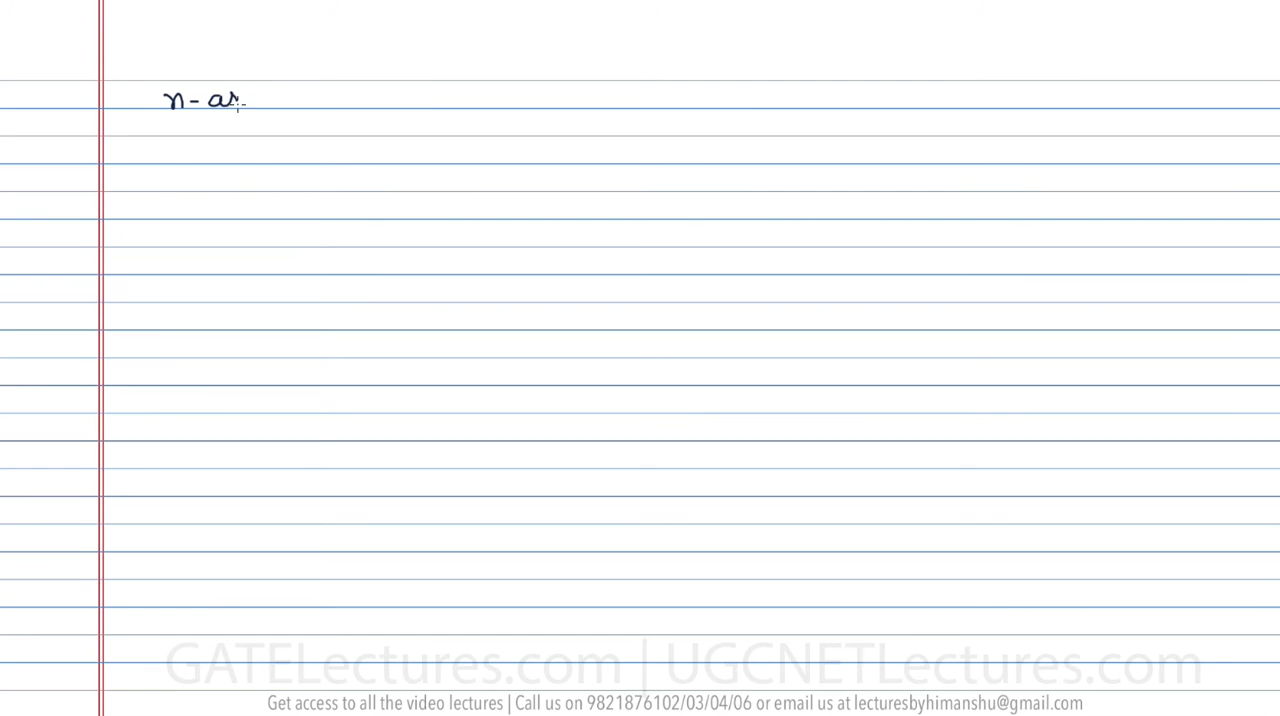 n-ar
GATELectures.com | UGCNETLectures.com
Get access to all the video lectures | Call us on 9821876102/03/04/06 or email us at lecturesbyhimanshu@gmail.com